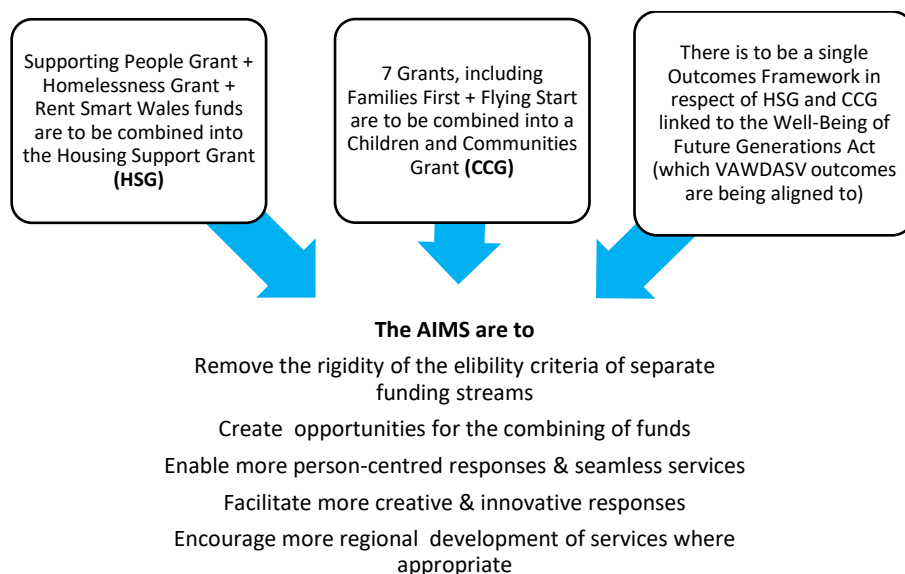 Supporting People Grant +
Homelessness Grant +
Rent Smart Wales funds
are to be combined into
the Housing Support Grant
(HSG)
7 Grants, including
Families First + Flying Start
are to be combined into a
Children and Communities
Grant (CCG)
There is to be a single
Outcomes Framework in
respect of HSG and CCG
linked to the Well-Being of
Future Generations Act
(which VAWDASV outcomes
are being aligned to)
The AIMS are to
Remove the rigidity of the elibility criteria of separate
funding streams
Create opportunities for the combining of funds
Enable more person-centred responses & seamless services
Facilitate more creative & innovative responses
Encourage more regional development of services where
appropriate